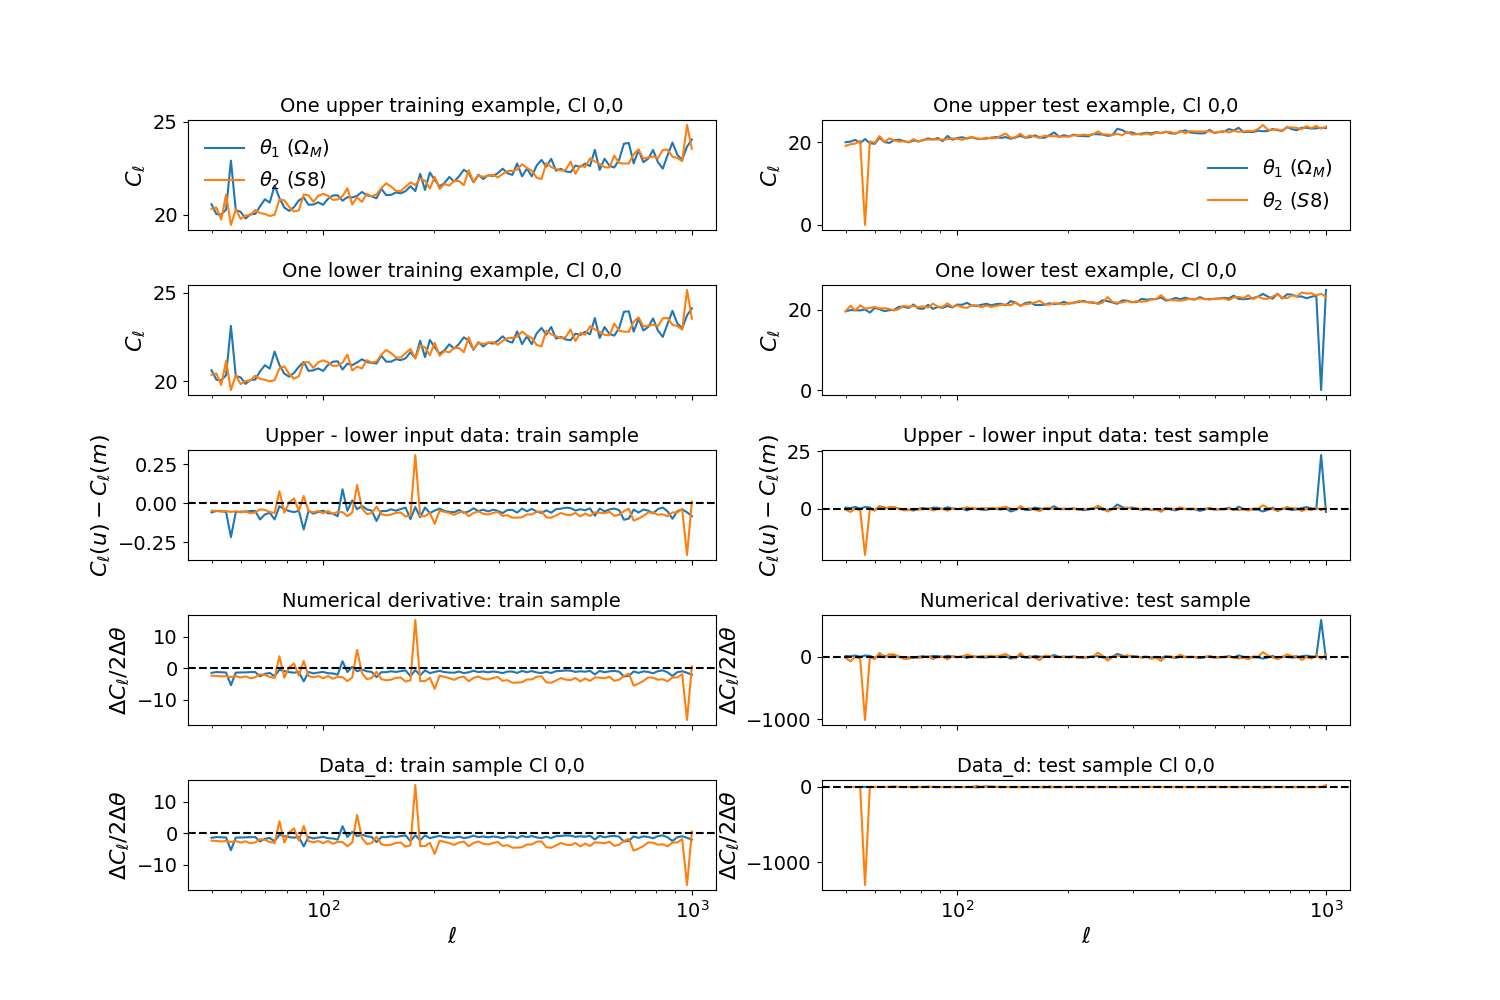 One upper training example, Cl 0,0
25
20
C_ℓ
θ₁ (Ω_M)
θ₂ (S8)
One upper test example, Cl 0,0
20
0
C_ℓ
θ₁ (Ω_M)
θ₂ (S8)
One lower training example, Cl 0,0
25
20
C_ℓ
One lower test example, Cl 0,0
20
0
C_ℓ
Upper - lower input data: train sample
0.25
0.00
−0.25
C_ℓ(u) − C_ℓ(m)
Upper - lower input data: test sample
25
0
C_ℓ(u) − C_ℓ(m)
Numerical derivative: train sample
10
0
−10
ΔC_ℓ/2Δθ
Numerical derivative: test sample
0
−1000
ΔC_ℓ/2Δθ
Data_d: train sample Cl 0,0
10
0
−10
ΔC_ℓ/2Δθ
10² 10³
ℓ
Data_d: test sample Cl 0,0
0
−1000
ΔC_ℓ/2Δθ
10² 10³
ℓ